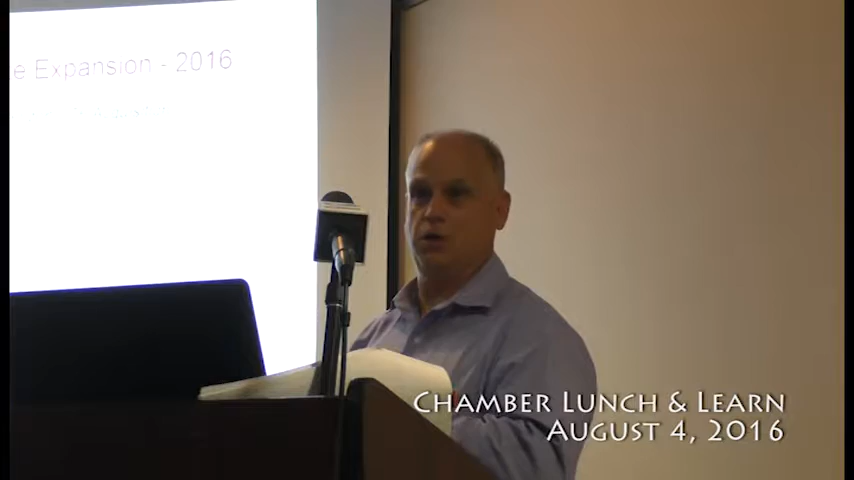 e Expansion - 2016
CHAMBER LUNCH & LEARN
AUGUST 4, 2016